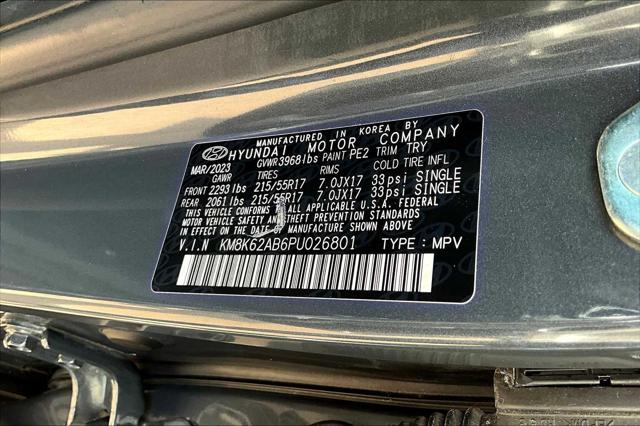 MANUFACTURED IN KOREA BY
HYUNDAI MOTOR COMPANY
MAR/2023 GVWR 3968lbs PAINT PE2 TRIM TRY
GAWR TIRES RIMS COLD TIRE INFL
FRONT 2293 lbs 215/55R17 7.0JX17 33psi SINGLE
REAR 2061 lbs 215/55R17 7.0JX17 33psi SINGLE
THIS VEHICLE CONFORMS ALL APPLICABLE U.S.A. FEDERAL
MOTOR VEHICLE SAFETY AND THEFT PREVENTION STANDARDS
IN EFFECT ON THE DATE OF MANUFACTURE SHOWN ABOVE.
V.I.N KM8K62AB6PU026801 TYPE : MPV